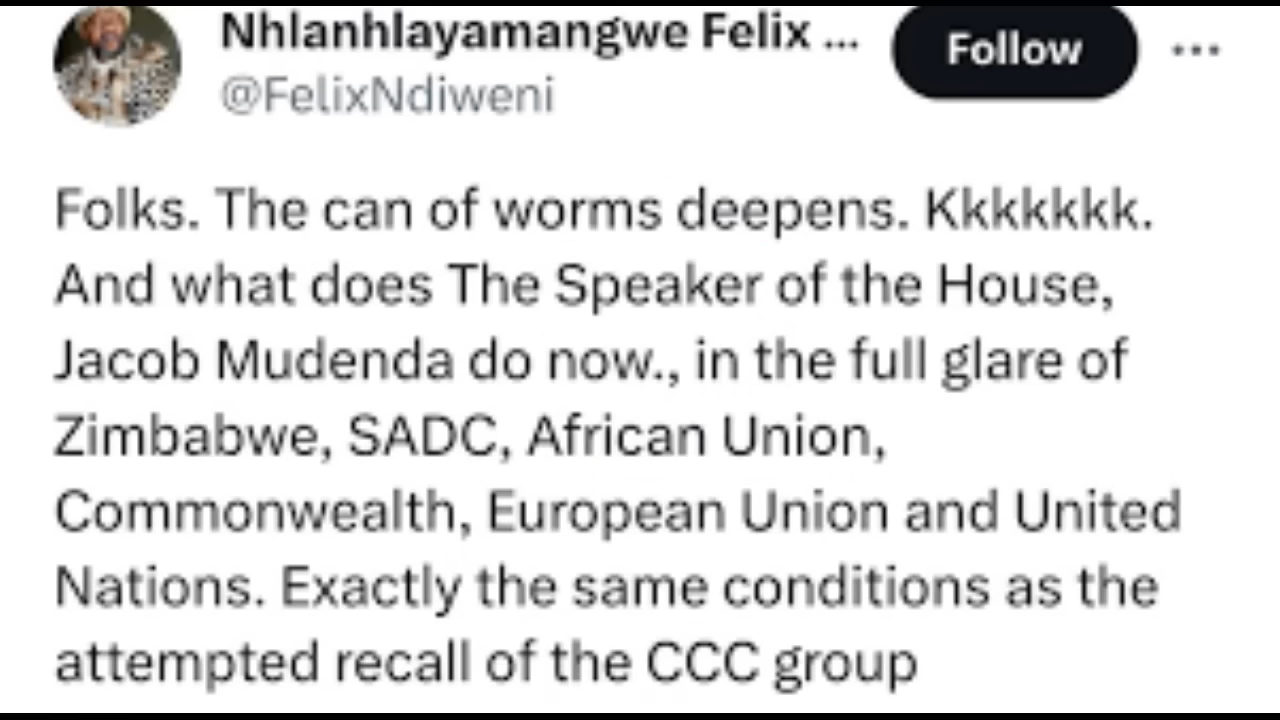 Nhlanhlayamangwe Felix ...
Follow
@FelixNdiweni
Folks. The can of worms deepens. Kkkkkkk.
And what does The Speaker of the House,
Jacob Mudenda do now., in the full glare of
Zimbabwe, SADC, African Union,
Commonwealth, European Union and United
Nations. Exactly the same conditions as the
attempted recall of the CCC group